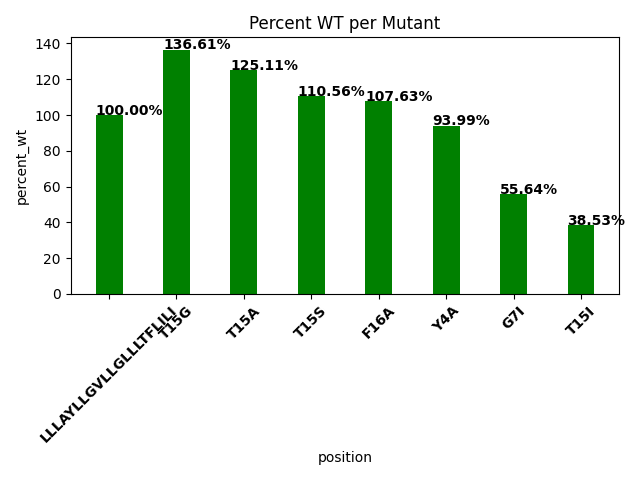 Percent WT per Mutant
percent_wt
140
120
100
80
60
40
20
0
100.00%
136.61%
125.11%
110.56%
107.63%
93.99%
55.64%
38.53%
LLLAYLLGVLLGLLLTFLILI
T15G
T15A
T15S
F16A
Y4A
G7I
T15I
position